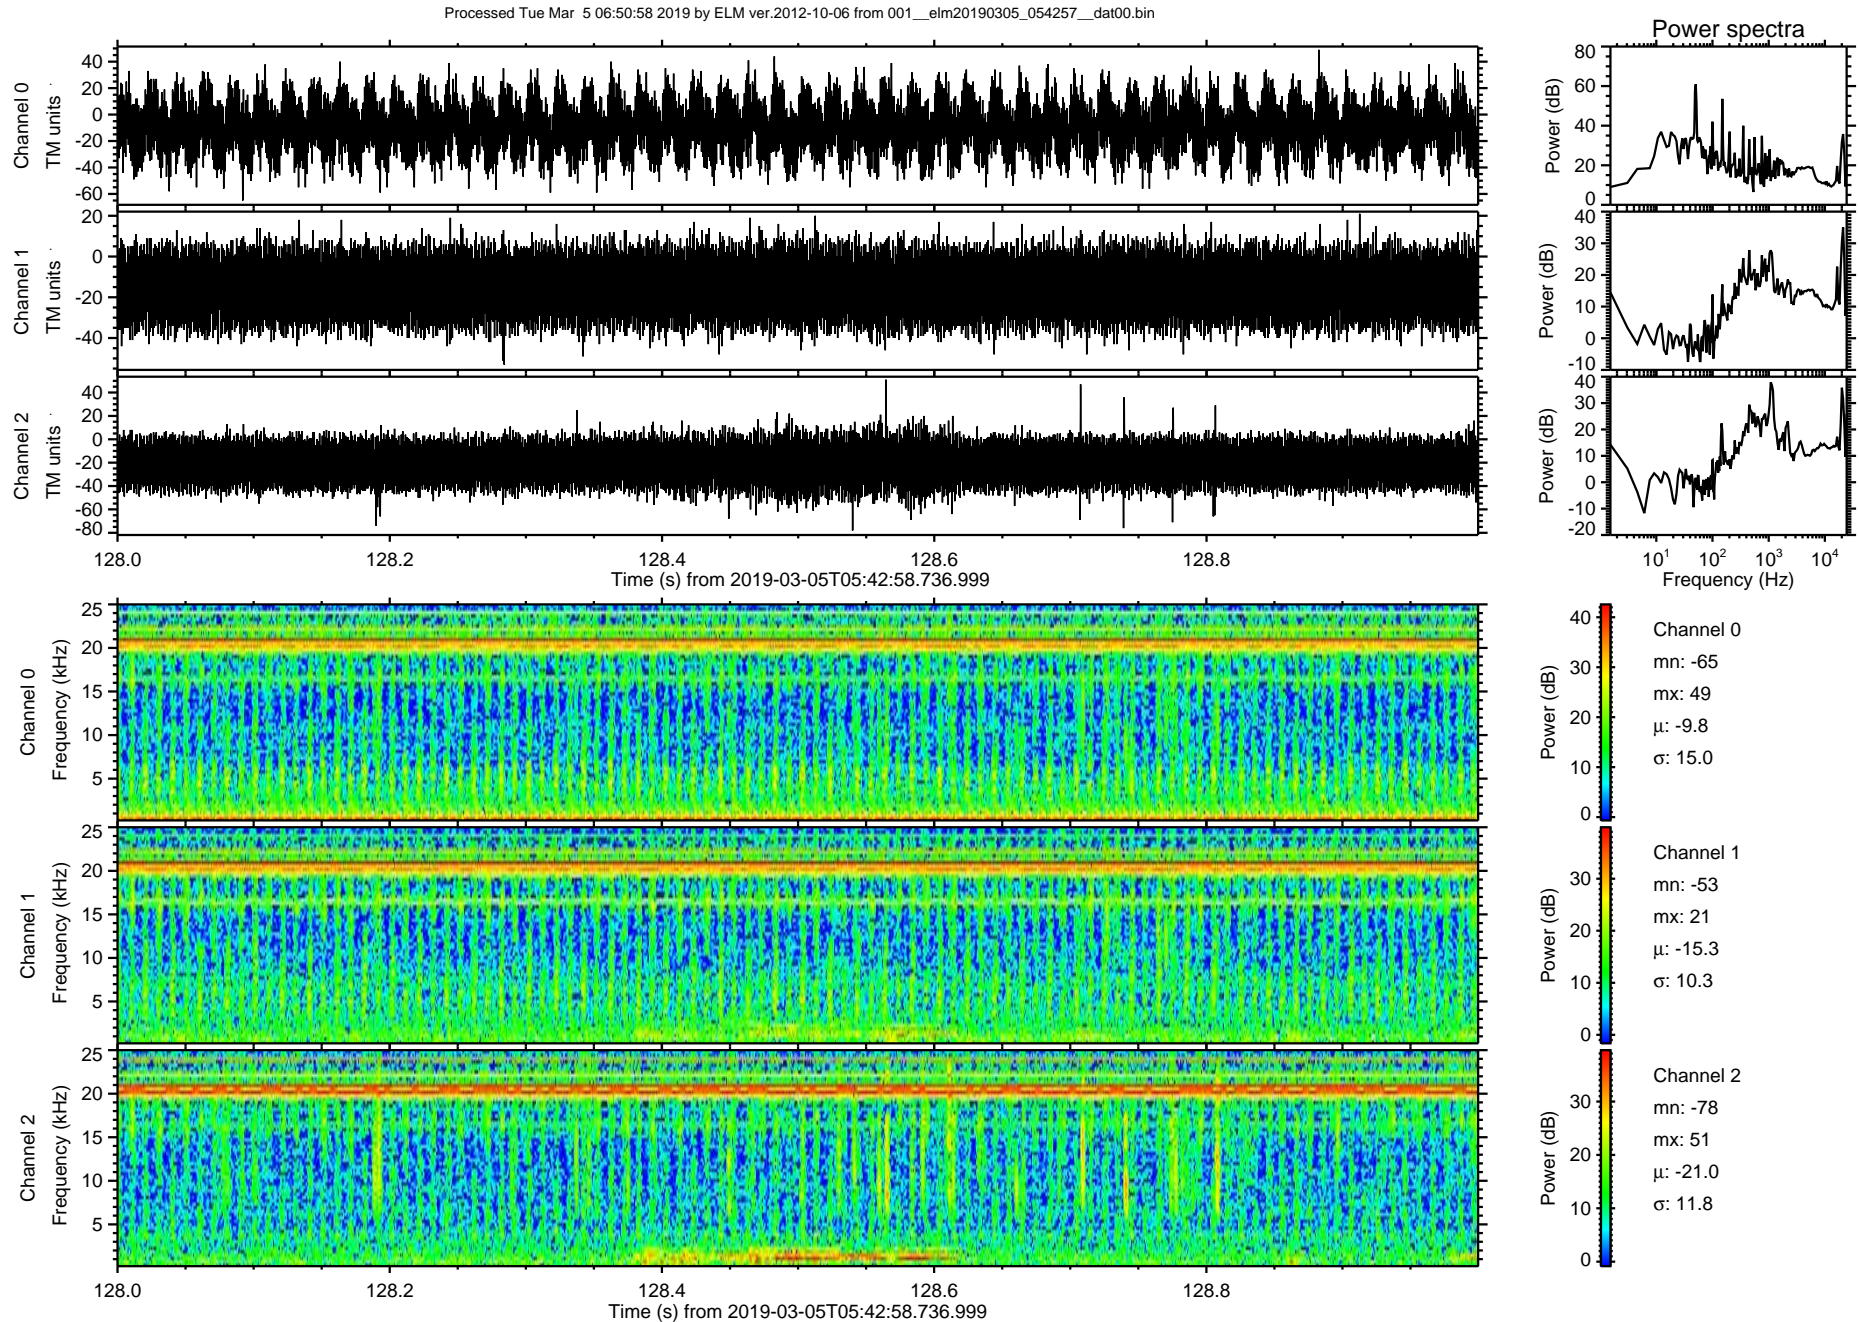 Processed Tue Mar  5 06:50:58 2019 by ELM ver.2012-10-06 from 001__elm20190305_054257__dat00.bin
Power spectra
Channel 0
TM units
40
20
0
-20
-40
-60
Power (dB)
80
60
40
20
0
Channel 1
TM units
20
0
-20
-40
Power (dB)
40
30
20
10
0
-10
Channel 2
TM units
40
20
0
-20
-40
-60
-80
Power (dB)
40
30
20
10
0
-10
-20
128.0 128.2 128.4 128.6 128.8
Time (s) from 2019-03-05T05:42:58.736.999
10¹ 10² 10³ 10⁴
Frequency (Hz)
Channel 0
Frequency (kHz)
25
20
15
10
5
Power (dB)
40
30
20
10
0
Channel 0
mn: -65
mx: 49
μ: -9.8
σ: 15.0
Channel 1
Frequency (kHz)
25
20
15
10
5
Power (dB)
30
20
10
0
Channel 1
mn: -53
mx: 21
μ: -15.3
σ: 10.3
Channel 2
Frequency (kHz)
25
20
15
10
5
Power (dB)
30
20
10
0
Channel 2
mn: -78
mx: 51
μ: -21.0
σ: 11.8
128.0 128.2 128.4 128.6 128.8
Time (s) from 2019-03-05T05:42:58.736.999